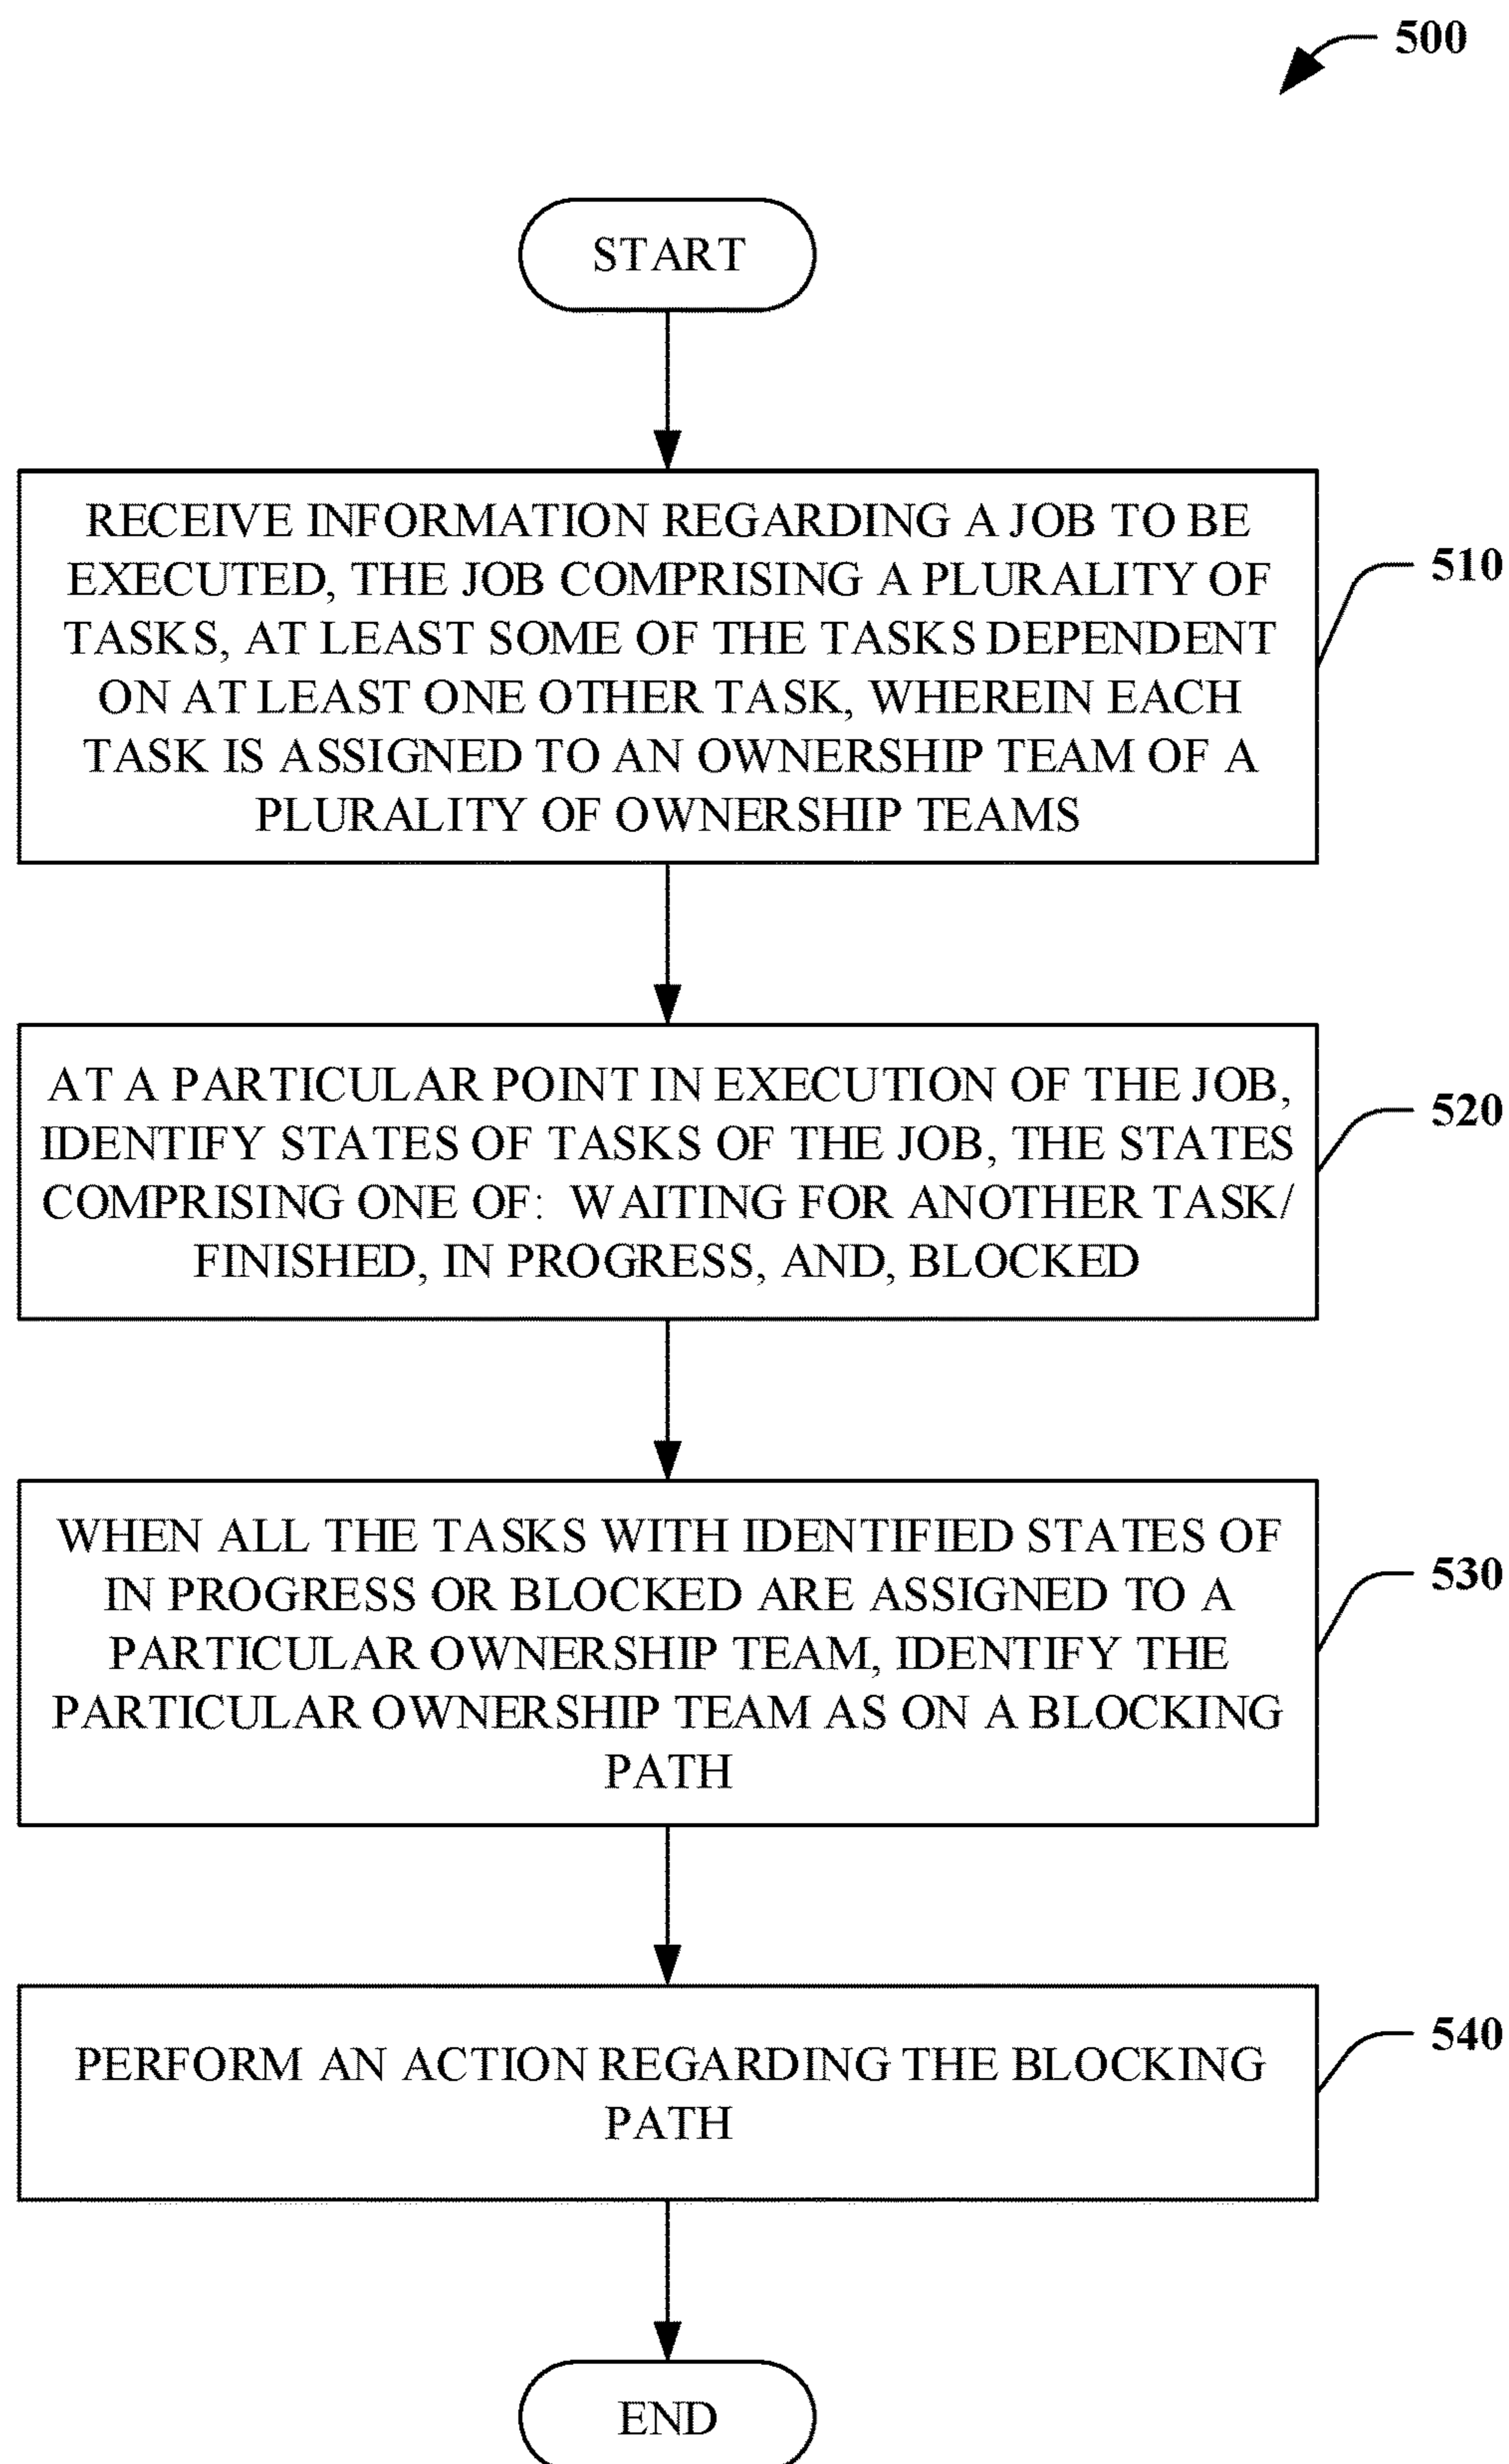 500
START
RECEIVE INFORMATION REGARDING A JOB TO BE
EXECUTED, THE JOB COMPRISING A PLURALITY OF
TASKS, AT LEAST SOME OF THE TASKS DEPENDENT
ON AT LEAST ONE OTHER TASK, WHEREIN EACH
TASK IS ASSIGNED TO AN OWNERSHIP TEAM OF A
PLURALITY OF OWNERSHIP TEAMS
510
AT A PARTICULAR POINT IN EXECUTION OF THE JOB,
IDENTIFY STATES OF TASKS OF THE JOB, THE STATES
COMPRISING ONE OF: WAITING FOR ANOTHER TASK/
FINISHED, IN PROGRESS, AND, BLOCKED
520
WHEN ALL THE TASKS WITH IDENTIFIED STATES OF
IN PROGRESS OR BLOCKED ARE ASSIGNED TO A
PARTICULAR OWNERSHIP TEAM, IDENTIFY THE
PARTICULAR OWNERSHIP TEAM AS ON A BLOCKING
PATH
530
PERFORM AN ACTION REGARDING THE BLOCKING
PATH
540
END